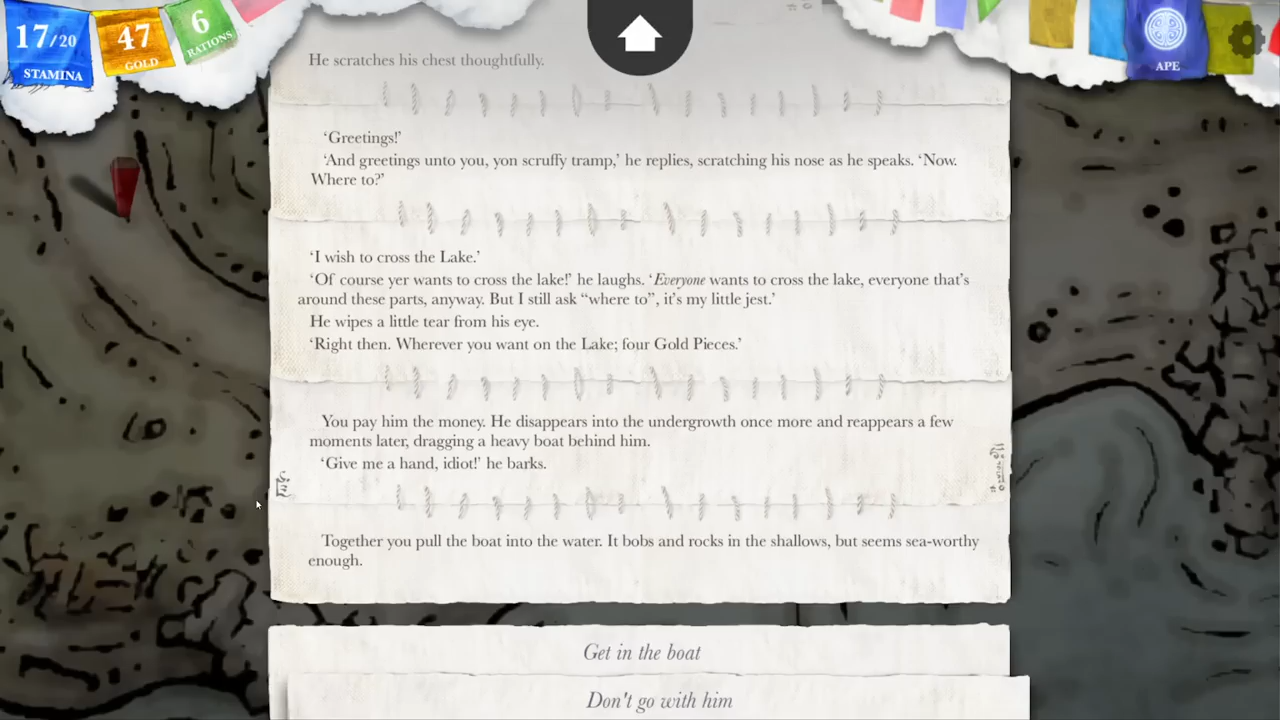 17/20
STAMINA
47
GOLD
6
RATIONS
APE
He scratches his chest thoughtfully.
‘Greetings!’
‘And greetings unto you, yon scruffy tramp,’ he replies, scratching his nose as he speaks. ‘Now.
Where to?’
‘I wish to cross the Lake.’
‘Of course yer wants to cross the lake!’ he laughs. ‘Everyone wants to cross the lake, everyone that’s
around these parts, anyway. But I still ask “where to”, it’s my little jest.’
He wipes a little tear from his eye.
‘Right then. Wherever you want on the Lake; four Gold Pieces.’
You pay him the money. He disappears into the undergrowth once more and reappears a few
moments later, dragging a heavy boat behind him.
‘Give me a hand, idiot!’ he barks.
Together you pull the boat into the water. It bobs and rocks in the shallows, but seems sea-worthy
enough.
Get in the boat
Don't go with him